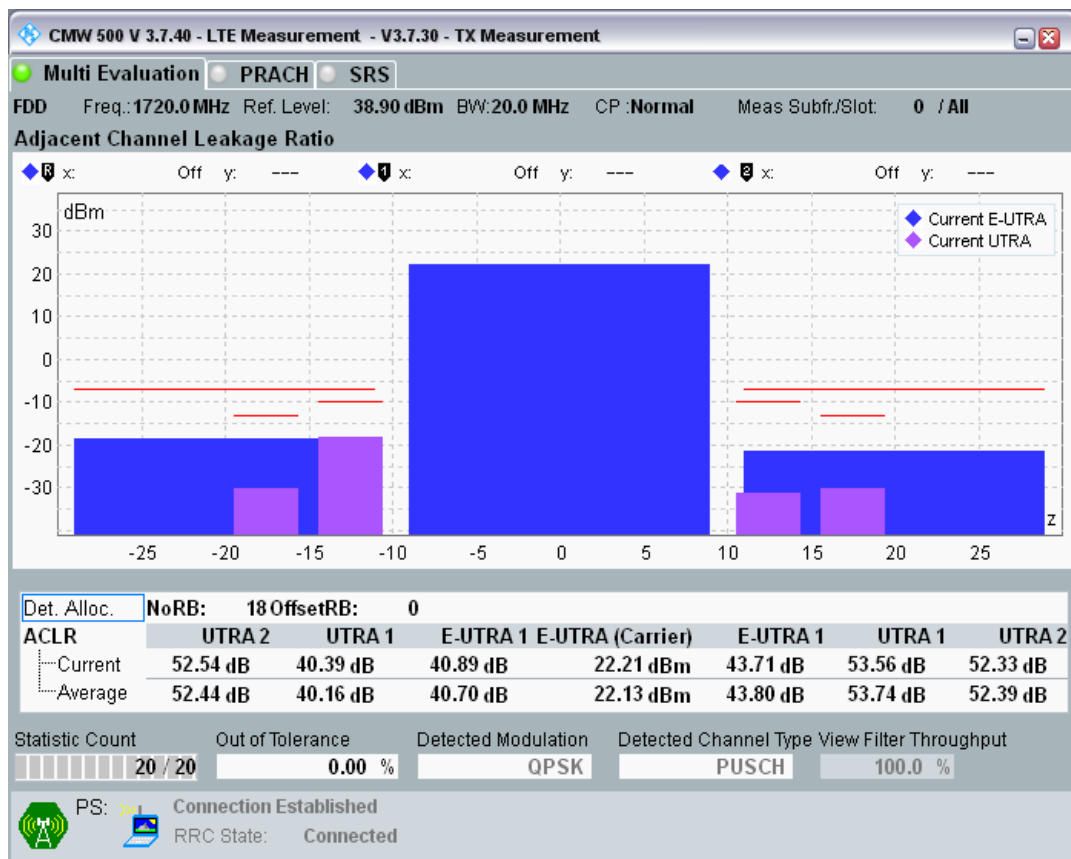 CMW 500 V 3.7.40 - LTE Measurement - V3.7.30 - TX Measurement
Multi Evaluation PRACH SRS
FDD Freq.:1720.0 MHz Ref. Level: 38.90 dBm BW:20.0 MHz CP :Normal Meas Subfr./Slot: 0 / All
Adjacent Channel Leakage Ratio
R x: Off y: --- 1 x: Off y: --- 2 x: Off y: ---
dBm
Current E-UTRA
Current UTRA
30
20
10
0
-10
-20
-30
z
-25 -20 -15 -10 -5 0 5 10 15 20 25
Det. Alloc. NoRB: 18 OffsetRB: 0
ACLR UTRA 2 UTRA 1 E-UTRA 1 E-UTRA (Carrier) E-UTRA 1 UTRA 1 UTRA 2
Current 52.54 dB 40.39 dB 40.89 dB 22.21 dBm 43.71 dB 53.56 dB 52.33 dB
Average 52.44 dB 40.16 dB 40.70 dB 22.13 dBm 43.80 dB 53.74 dB 52.39 dB
Statistic Count Out of Tolerance Detected Modulation Detected Channel Type View Filter Throughput
20 / 20 0.00 % QPSK PUSCH 100.0 %
PS: Connection Established
RRC State: Connected